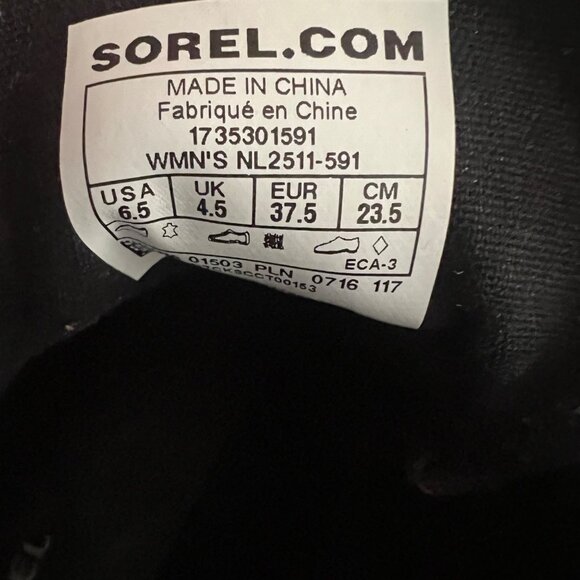 SOREL.COM
MADE IN CHINA
Fabriqué en Chine
1735301591
WMN'S NL2511-591
USA UK EUR CM
6.5 4.5 37.5 23.5
ECA-3
01503 PLN 0716 117